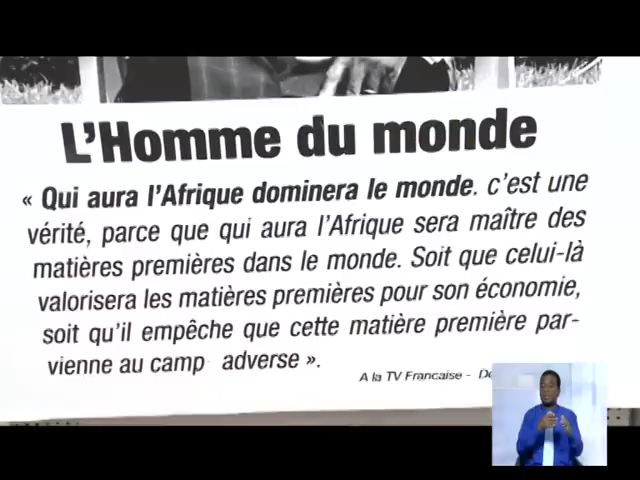 L'Homme du monde
« Qui aura l'Afrique dominera le monde. c'est une
vérité, parce que qui aura l'Afrique sera maître des
matières premières dans le monde. Soit que celui-là
valorisera les matières premières pour son économie,
soit qu'il empêche que cette matière première par-
vienne au camp adverse ».
A la TV Francaise -